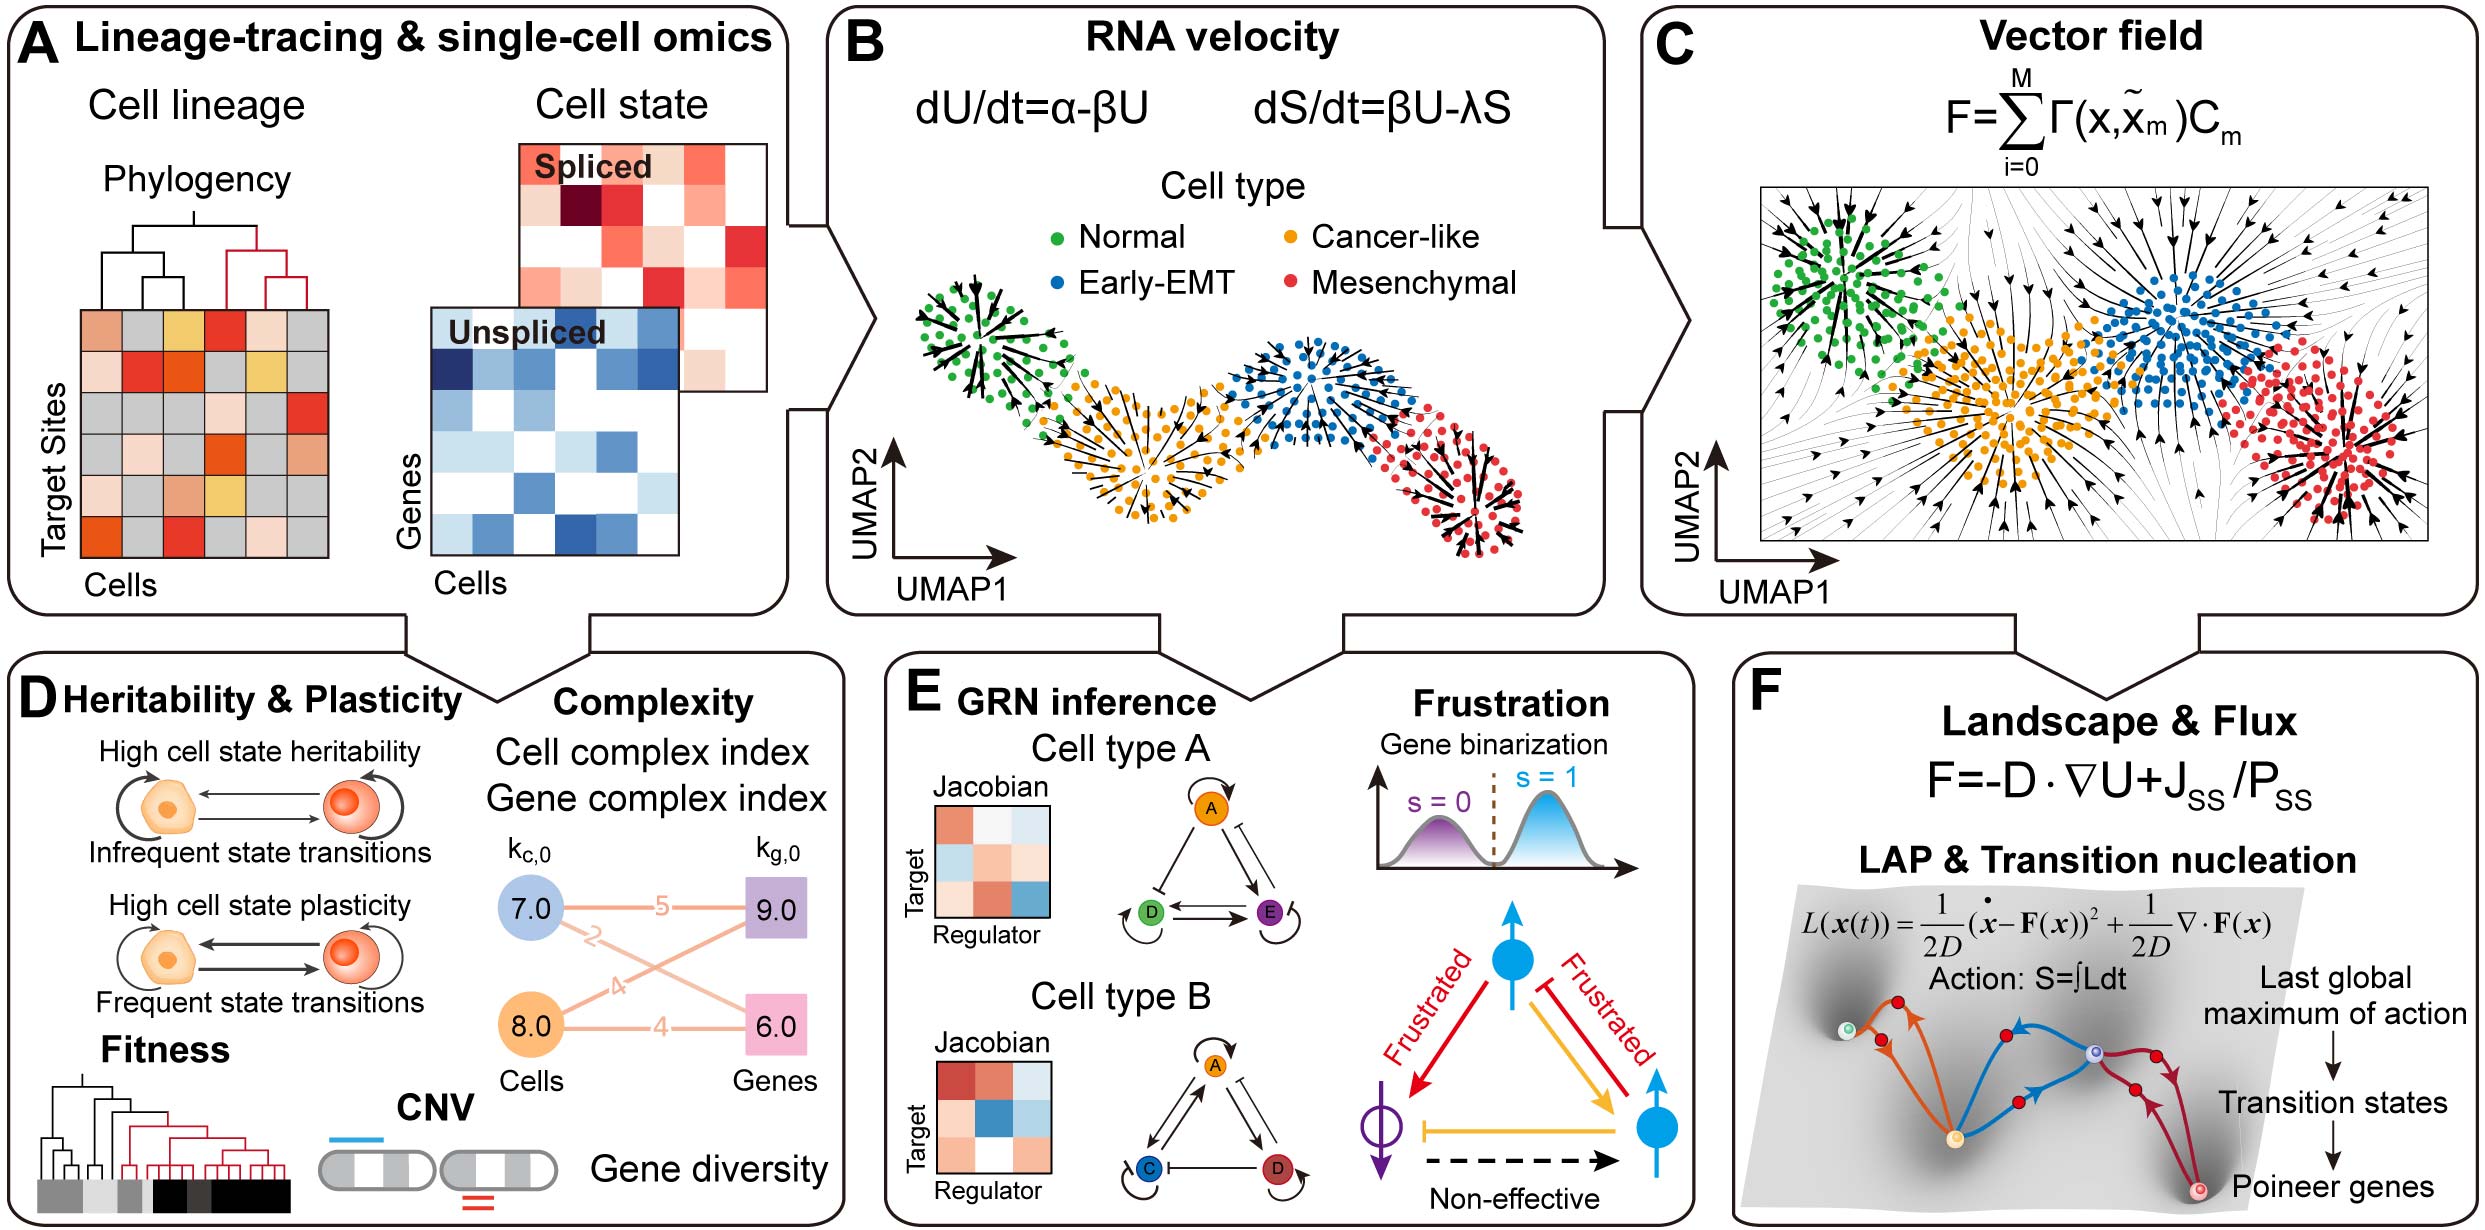 A Lineage-tracing & single-cell omics
Cell lineage
Cell state
Phylogency
Spliced
Unspliced
Target Sites
Cells
Genes
Cells
B RNA velocity
dU/dt=α-βU dS/dt=βU-λS
Cell type
Normal
Cancer-like
Early-EMT
Mesenchymal
UMAP2
UMAP1
C Vector field
M
F=∑Γ(x,x̃m)Cm
i=0
UMAP2
UMAP1
D Heritability & Plasticity
High cell state heritability
Infrequent state transitions
High cell state plasticity
Frequent state transitions
Complexity
Cell complex index
Gene complex index
kc,0
kg,0
7.0
5
9.0
2
4
8.0
4
6.0
Cells
Genes
Fitness
CNV
Gene diversity
E GRN inference
Cell type A
Jacobian
Target
Regulator
A
D
E
Cell type B
Jacobian
Target
Regulator
A
C
D
Frustration
Gene binarization
s = 0
s = 1
Frustrated
Frustrated
Non-effective
F
Landscape & Flux
F=-D·∇U+JSS/PSS
LAP & Transition nucleation
L(x(t)) = 1/2D (ẋ− F(x))² + 1/2D ∇·F(x)
Action: S=∫Ldt
Last global
maximum of action
Transition states
Poineer genes